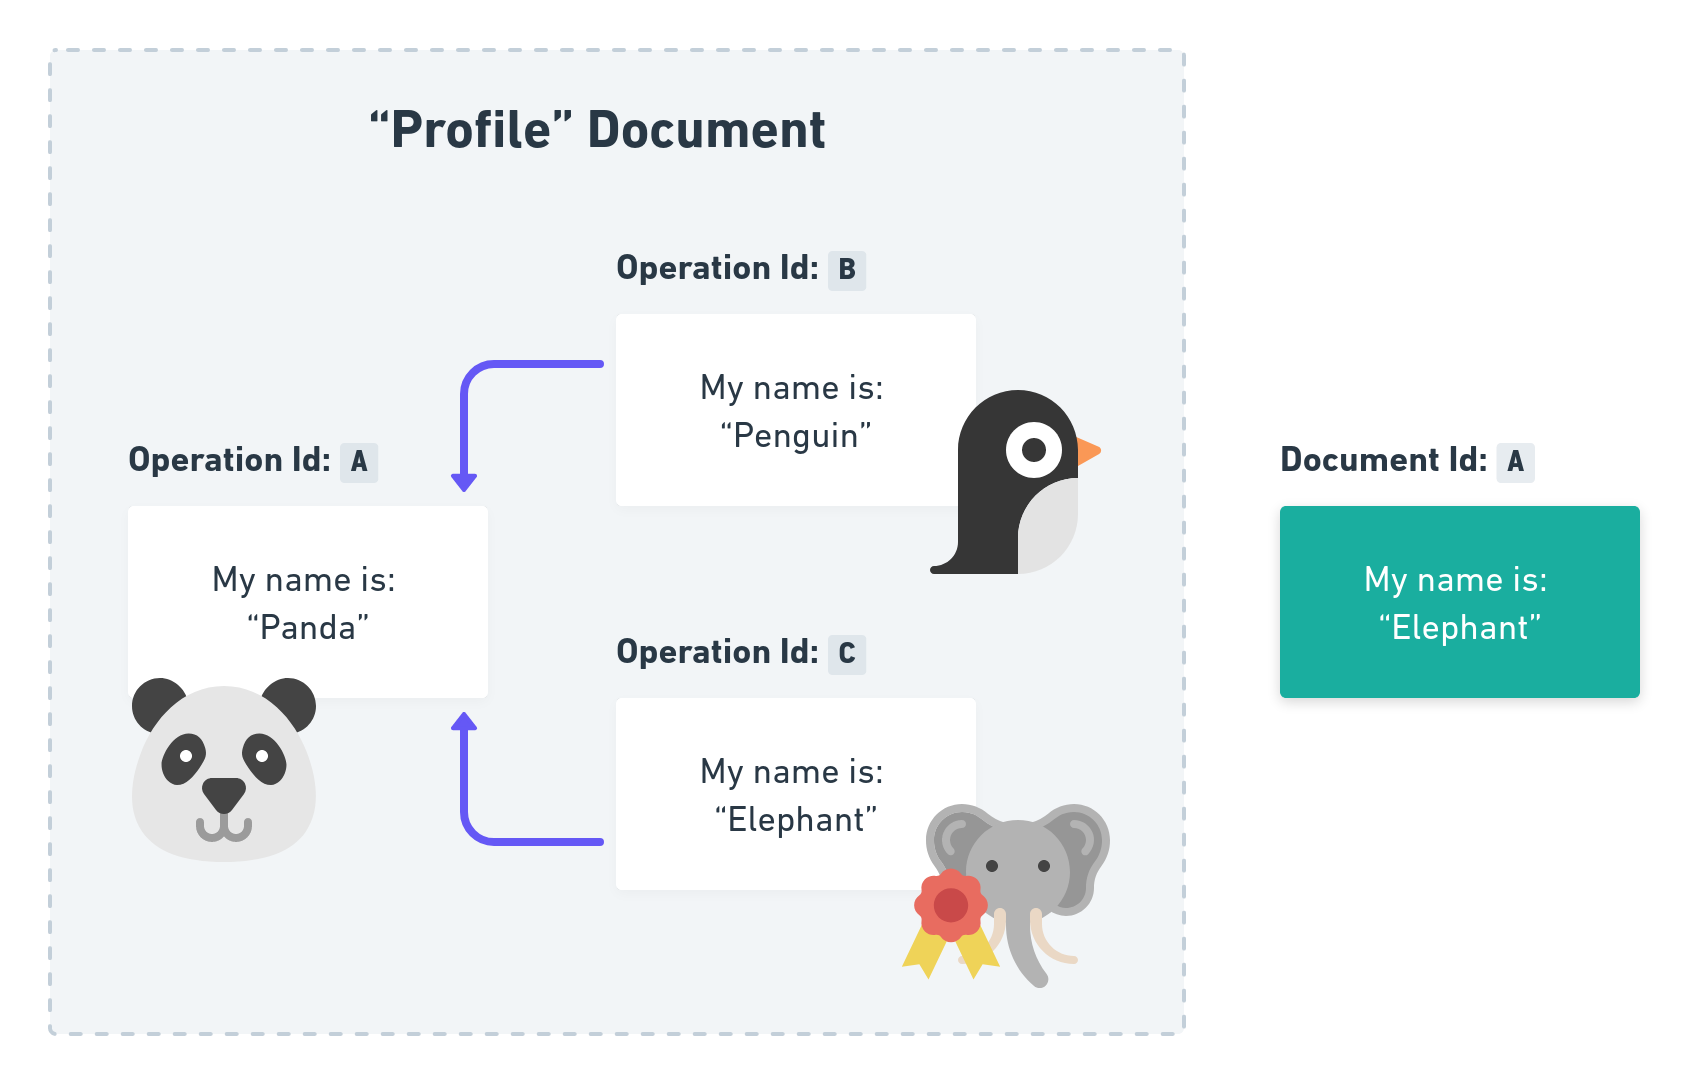 “Profile” Document
Operation Id: A
My name is:
“Panda”
Operation Id: B
My name is:
“Penguin”
Operation Id: C
My name is:
“Elephant”
Document Id: A
My name is:
“Elephant”